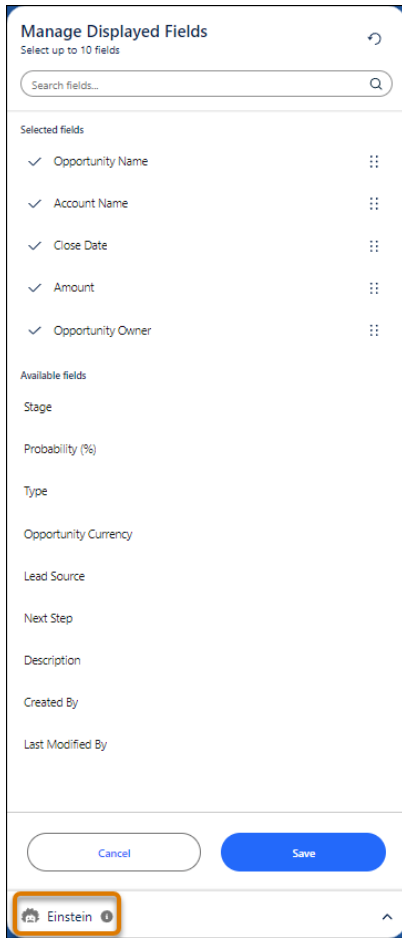 Manage Displayed Fields
Select up to 10 fields
Search fields...
Selected fields
Opportunity Name
Account Name
Close Date
Amount
Opportunity Owner
Available fields
Stage
Probability (%)
Type
Opportunity Currency
Lead Source
Next Step
Description
Created By
Last Modified By
Cancel
Save
Einstein